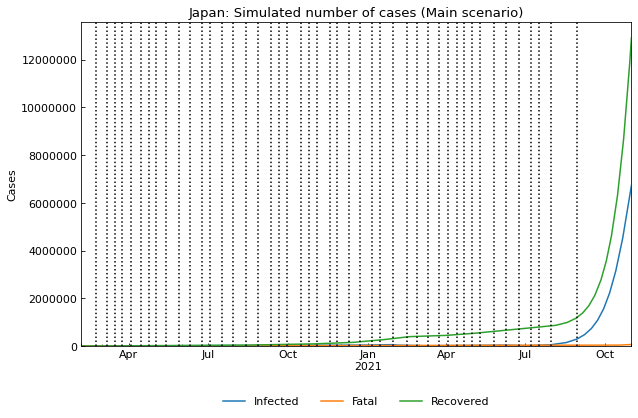 Japan: Simulated number of cases (Main scenario)
12000000
10000000
8000000
6000000
4000000
2000000
0
Cases
Apr Jul Oct Jan Apr Jul Oct
2021
Infected Fatal Recovered